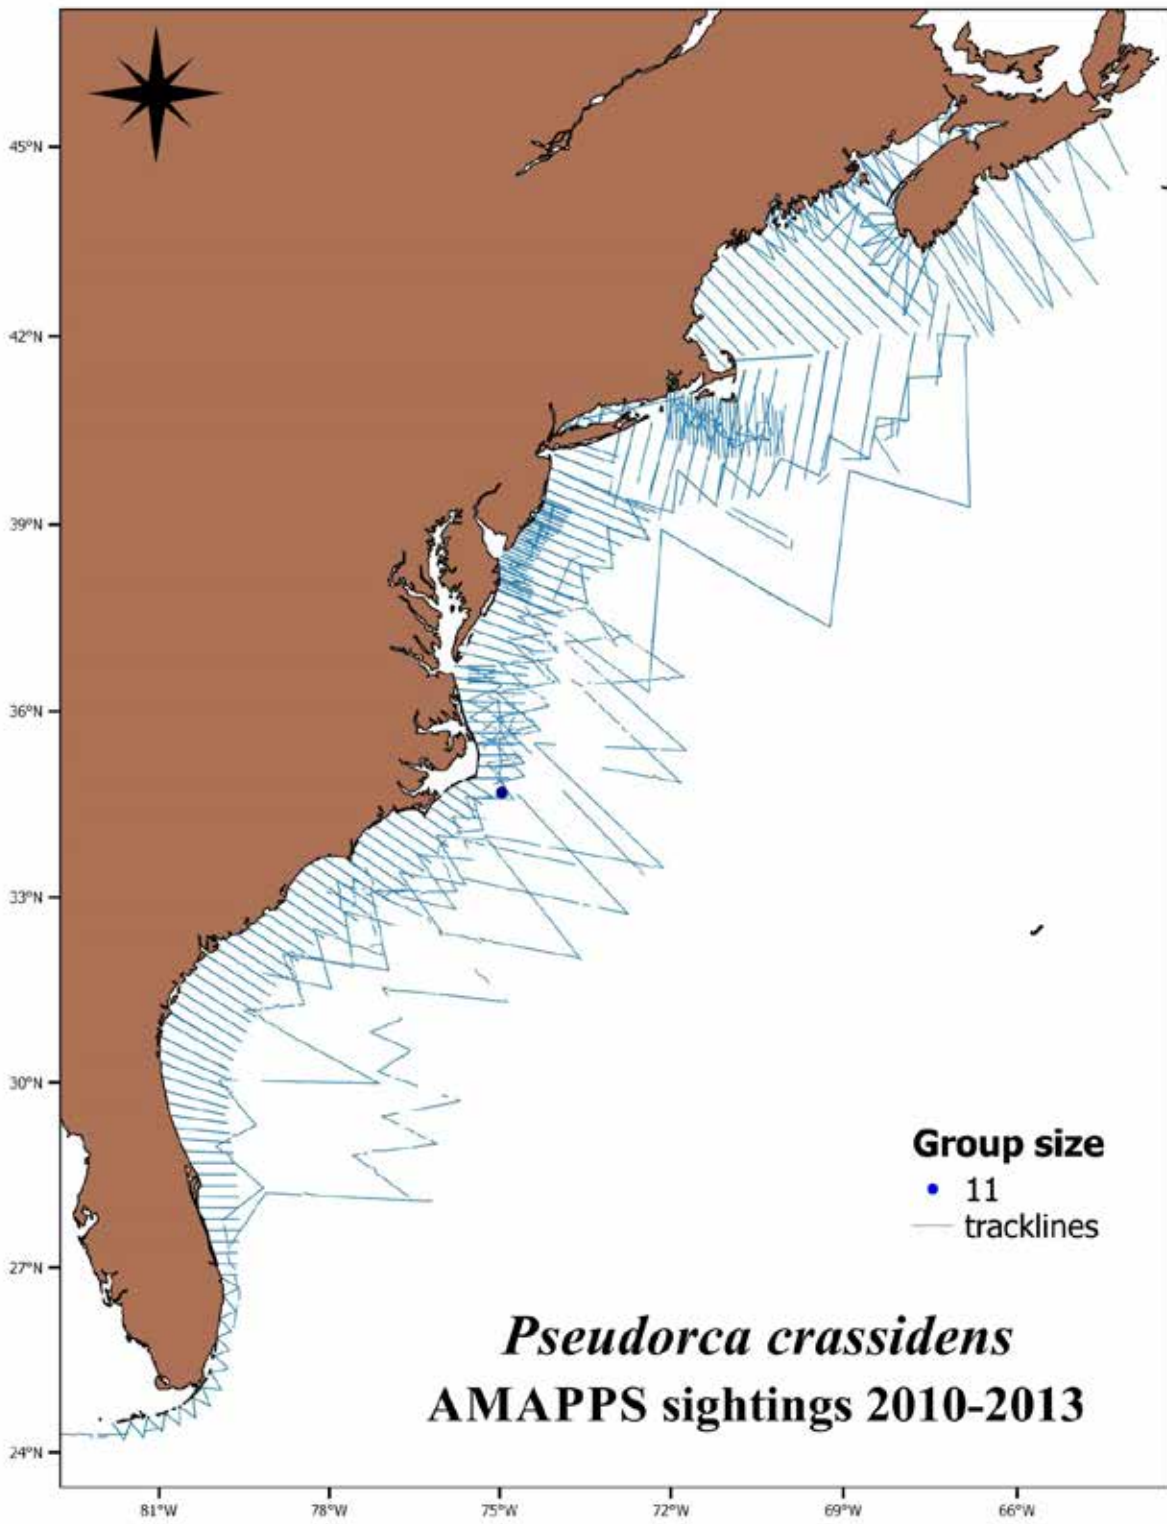 45°N
42°N
39°N
36°N
33°N
30°N
27°N
24°N
Group size
11
tracklines
Pseudorca crassidens
AMAPPS sightings 2010-2013
81°W
78°W
75°W
72°W
69°W
66°W